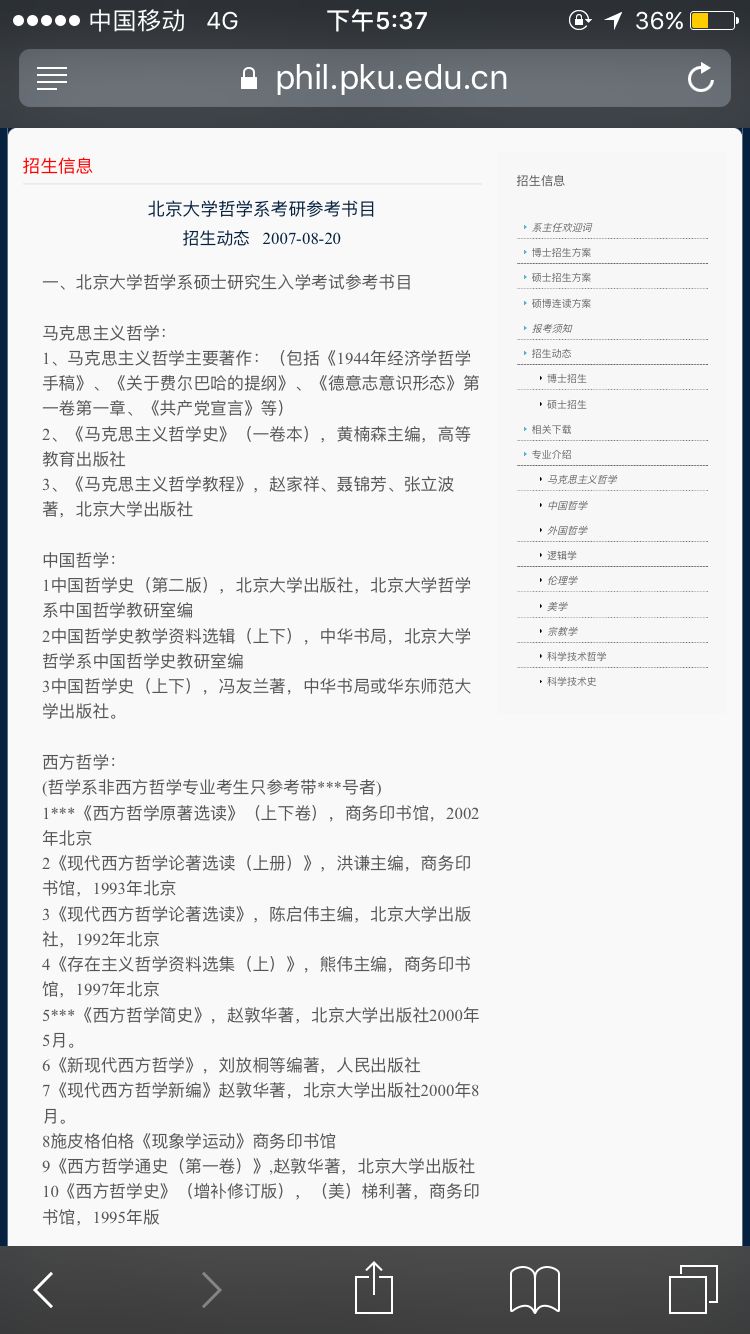 中国移动 4G 下午5:37 36%
phil.pku.edu.cn
招生信息
北京大学哲学系考研参考书目
招生动态 2007-08-20
一、北京大学哲学系硕士研究生入学考试参考书目
马克思主义哲学：
1、马克思主义哲学主要著作：（包括《1944年经济学哲学
手稿》、《关于费尔巴哈的提纲》、《德意志意识形态》第
一卷第一章、《共产党宣言》等）
2、《马克思主义哲学史》（一卷本），黄楠森主编，高等
教育出版社
3、《马克思主义哲学教程》，赵家祥、聂锦芳、张立波
著，北京大学出版社
中国哲学：
1中国哲学史（第二版），北京大学出版社，北京大学哲学
系中国哲学教研室编
2中国哲学史教学资料选辑（上下），中华书局，北京大学
哲学系中国哲学史教研室编
3中国哲学史（上下），冯友兰著，中华书局或华东师范大
学出版社。
西方哲学：
(哲学系非西方哲学专业考生只参考带***号者)
1***《西方哲学原著选读》（上下卷），商务印书馆，2002
年北京
2《现代西方哲学论著选读（上册）》，洪谦主编，商务印
书馆，1993年北京
3《现代西方哲学论著选读》，陈启伟主编，北京大学出版
社，1992年北京
4《存在主义哲学资料选集（上）》，熊伟主编，商务印书
馆，1997年北京
5***《西方哲学简史》，赵敦华著，北京大学出版社2000年
5月。
6《新现代西方哲学》，刘放桐等编著，人民出版社
7《现代西方哲学新编》赵敦华著，北京大学出版社2000年8
月。
8施皮格伯格《现象学运动》商务印书馆
9《西方哲学通史（第一卷）》,赵敦华著，北京大学出版社
10《西方哲学史》（增补修订版），（美）梯利著，商务印
书馆，1995年版
招生信息
系主任欢迎词
博士招生方案
硕士招生方案
硕博连读方案
报考须知
招生动态
博士招生
硕士招生
相关下载
专业介绍
马克思主义哲学
中国哲学
外国哲学
逻辑学
伦理学
美学
宗教学
科学技术哲学
科学技术史